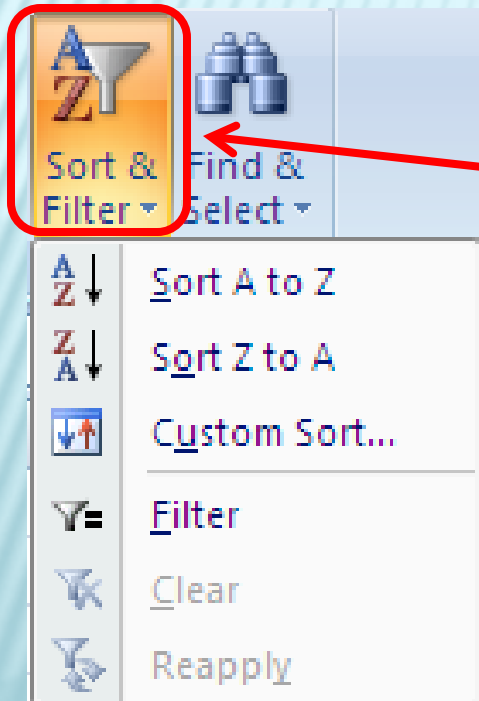 Sort &
Filter
Find &
Select
Sort A to Z
Sort Z to A
Custom Sort...
Filter
Clear
Reapply